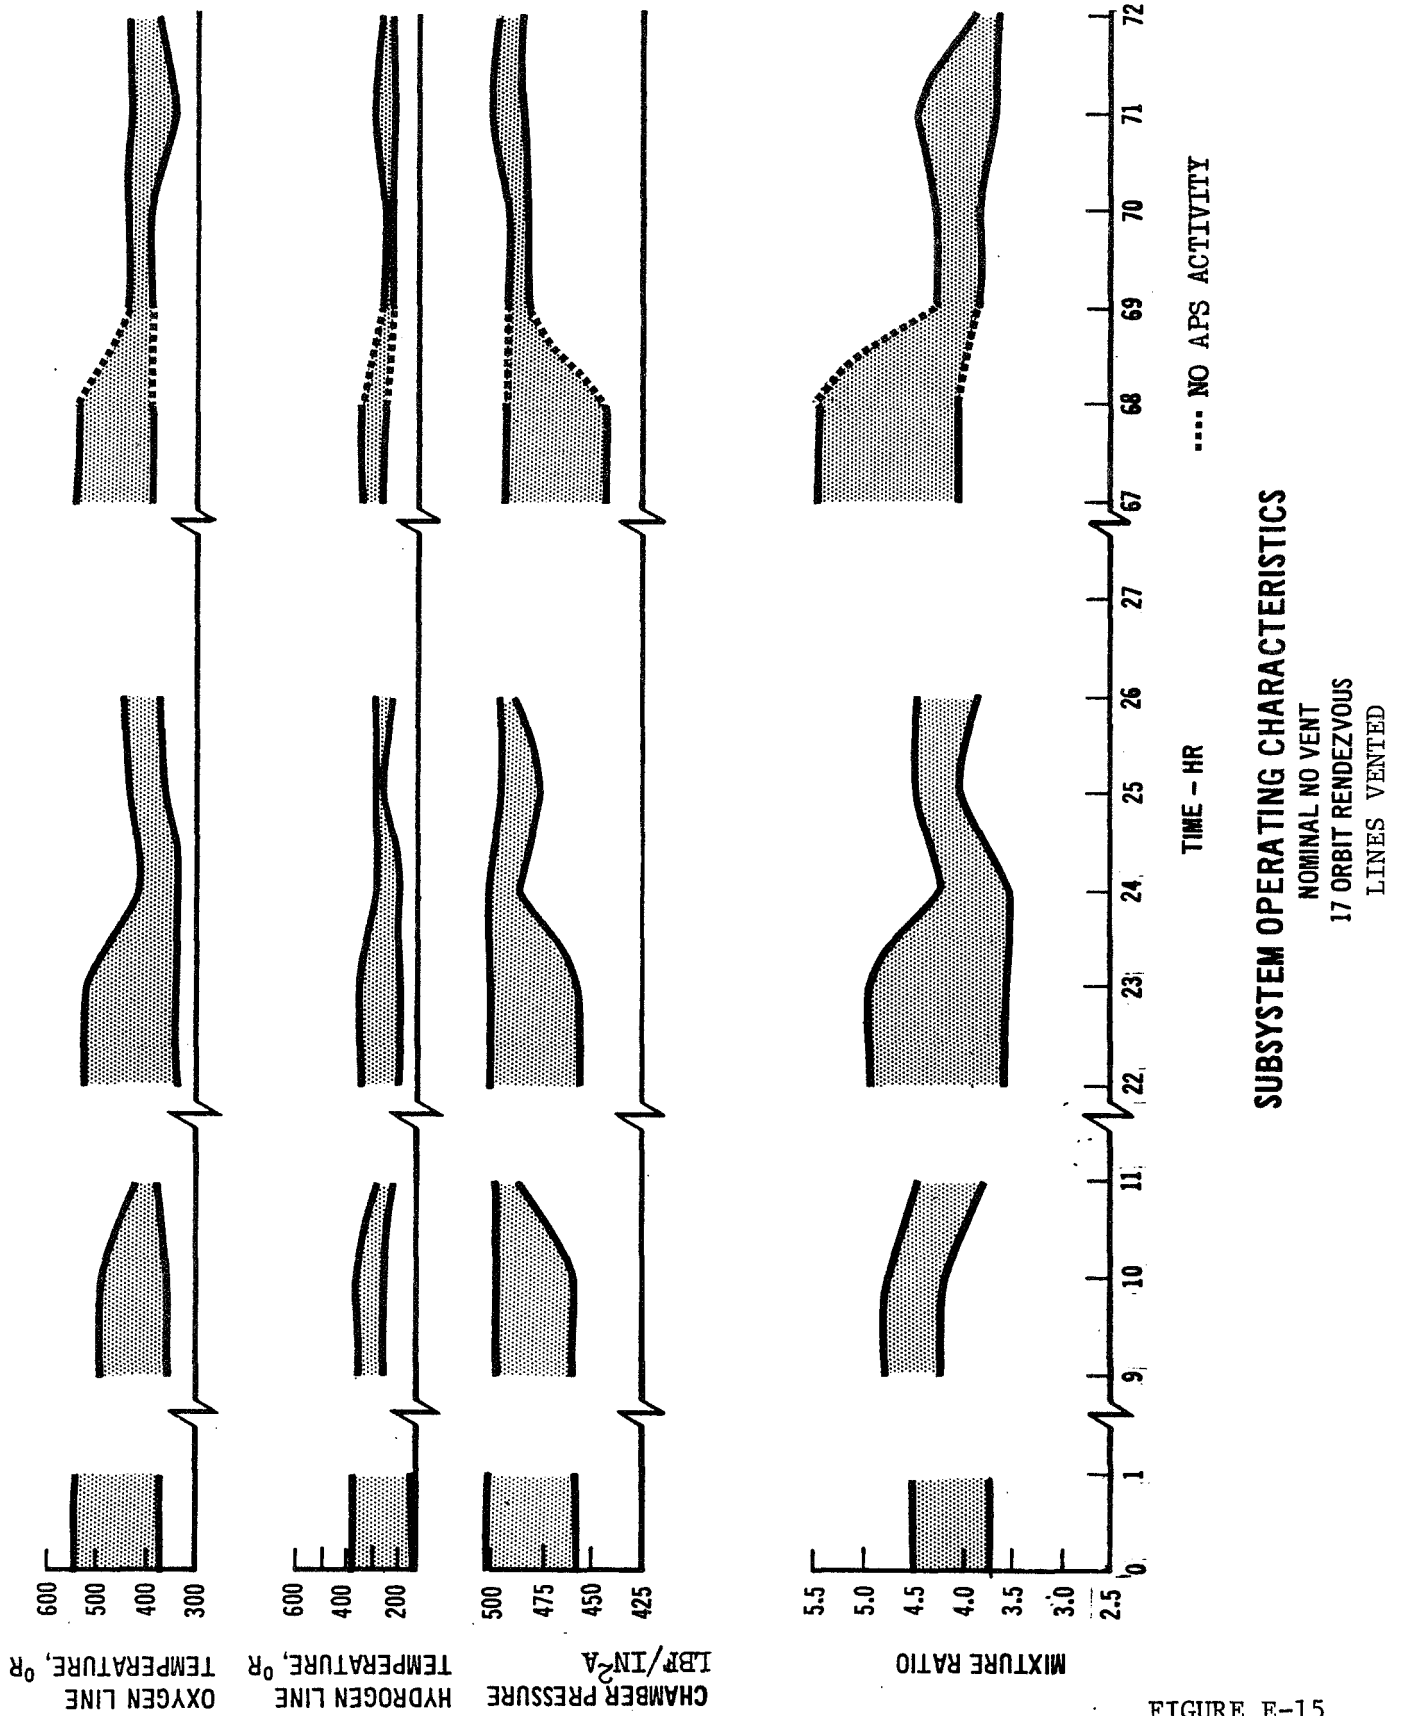 OXYGEN LINE
TEMPERATURE, °R
600
500
400
300
HYDROGEN LINE
TEMPERATURE, °R
600
400
200
CHAMBER PRESSURE
LBF/IN²A
500
475
450
425
MIXTURE RATIO
5.5
5.0
4.5
4.0
3.5
3.0
2.5
0 1 9 10 11 22 23 24 25 26 27 67 68 69 70 71 72
TIME - HR
.... NO APS ACTIVITY
SUBSYSTEM OPERATING CHARACTERISTICS
NOMINAL NO VENT
17 ORBIT RENDEZVOUS
LINES VENTED
FIGURE E-15